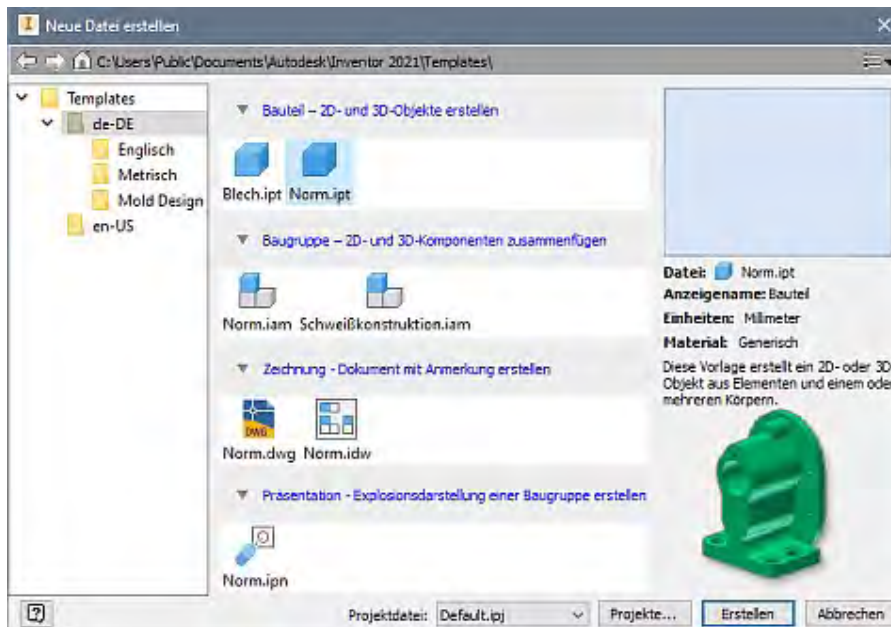 Neue Datei erstellen
C:\Users\Public\Documents\Autodesk\Inventor 2021\Templates\
Templates
de-DE
Englisch
Metrisch
Mold Design
en-US
Bauteil – 2D- und 3D-Objekte erstellen
Blech.ipt Norm.ipt
Baugruppe – 2D- und 3D-Komponenten zusammenfügen
Norm.iam Schweißkonstruktion.iam
Zeichnung - Dokument mit Anmerkung erstellen
DWG
Norm.dwg Norm.idw
Präsentation - Explosionsdarstellung einer Baugruppe erstellen
Norm.ipn
Datei: Norm.ipt
Anzeigename: Bauteil
Einheiten: Millimeter
Material: Generisch
Diese Vorlage erstellt ein 2D- oder 3D
Objekt aus Elementen und einem ode
mehreren Körpern.
Projektdatei: Default.ipj Projekte... Erstellen Abbrechen